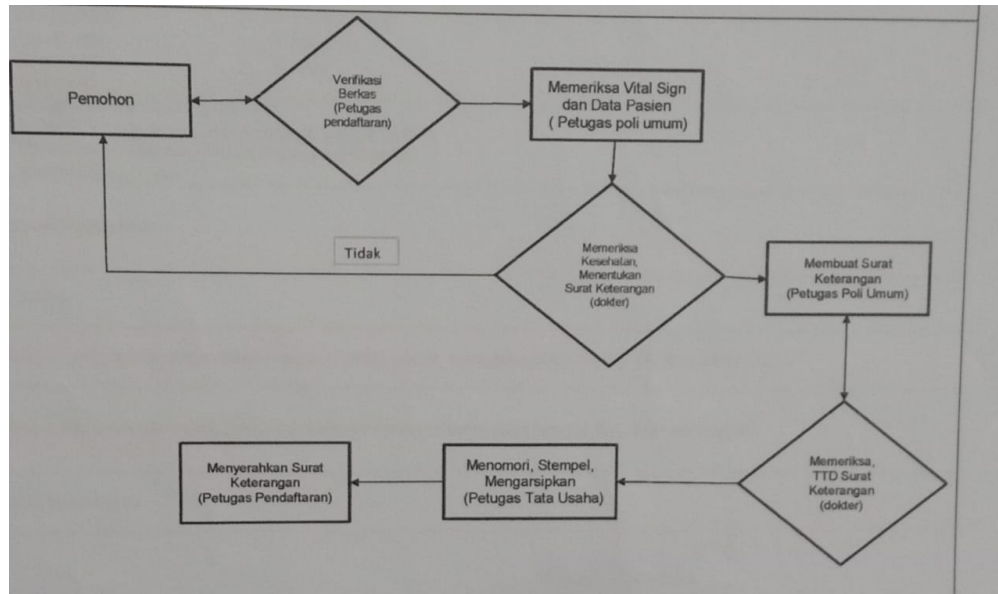 Pemohon
Verifikasi
Berkas
(Petugas
pendaftaran)
Memeriksa Vital Sign
dan Data Pasien
( Petugas poli umum)
Tidak
Memeriksa
Kesehatan,
Menentukan
Surat Keterangan
(dokter)
Membuat Surat
Keterangan
(Petugas Poli Umum)
Memeriksa,
TTD Surat
Keterangan
(dokter)
Menomori, Stempel,
Mengarsipkan
(Petugas Tata Usaha)
Menyerahkan Surat
Keterangan
(Petugas Pendaftaran)